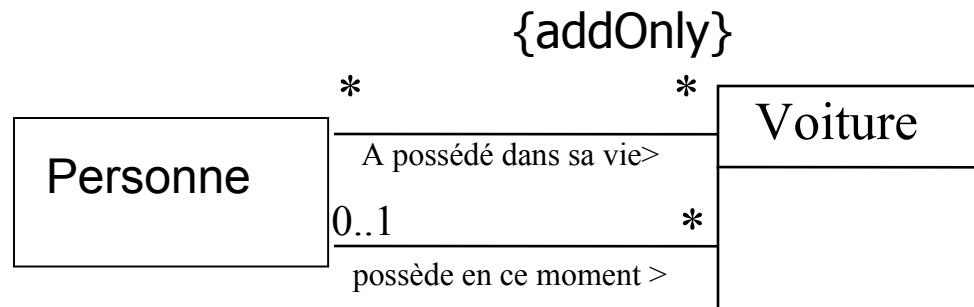 {addOnly}
* *
Voiture
A possédé dans sa vie>
Personne
0..1 *
possède en ce moment >